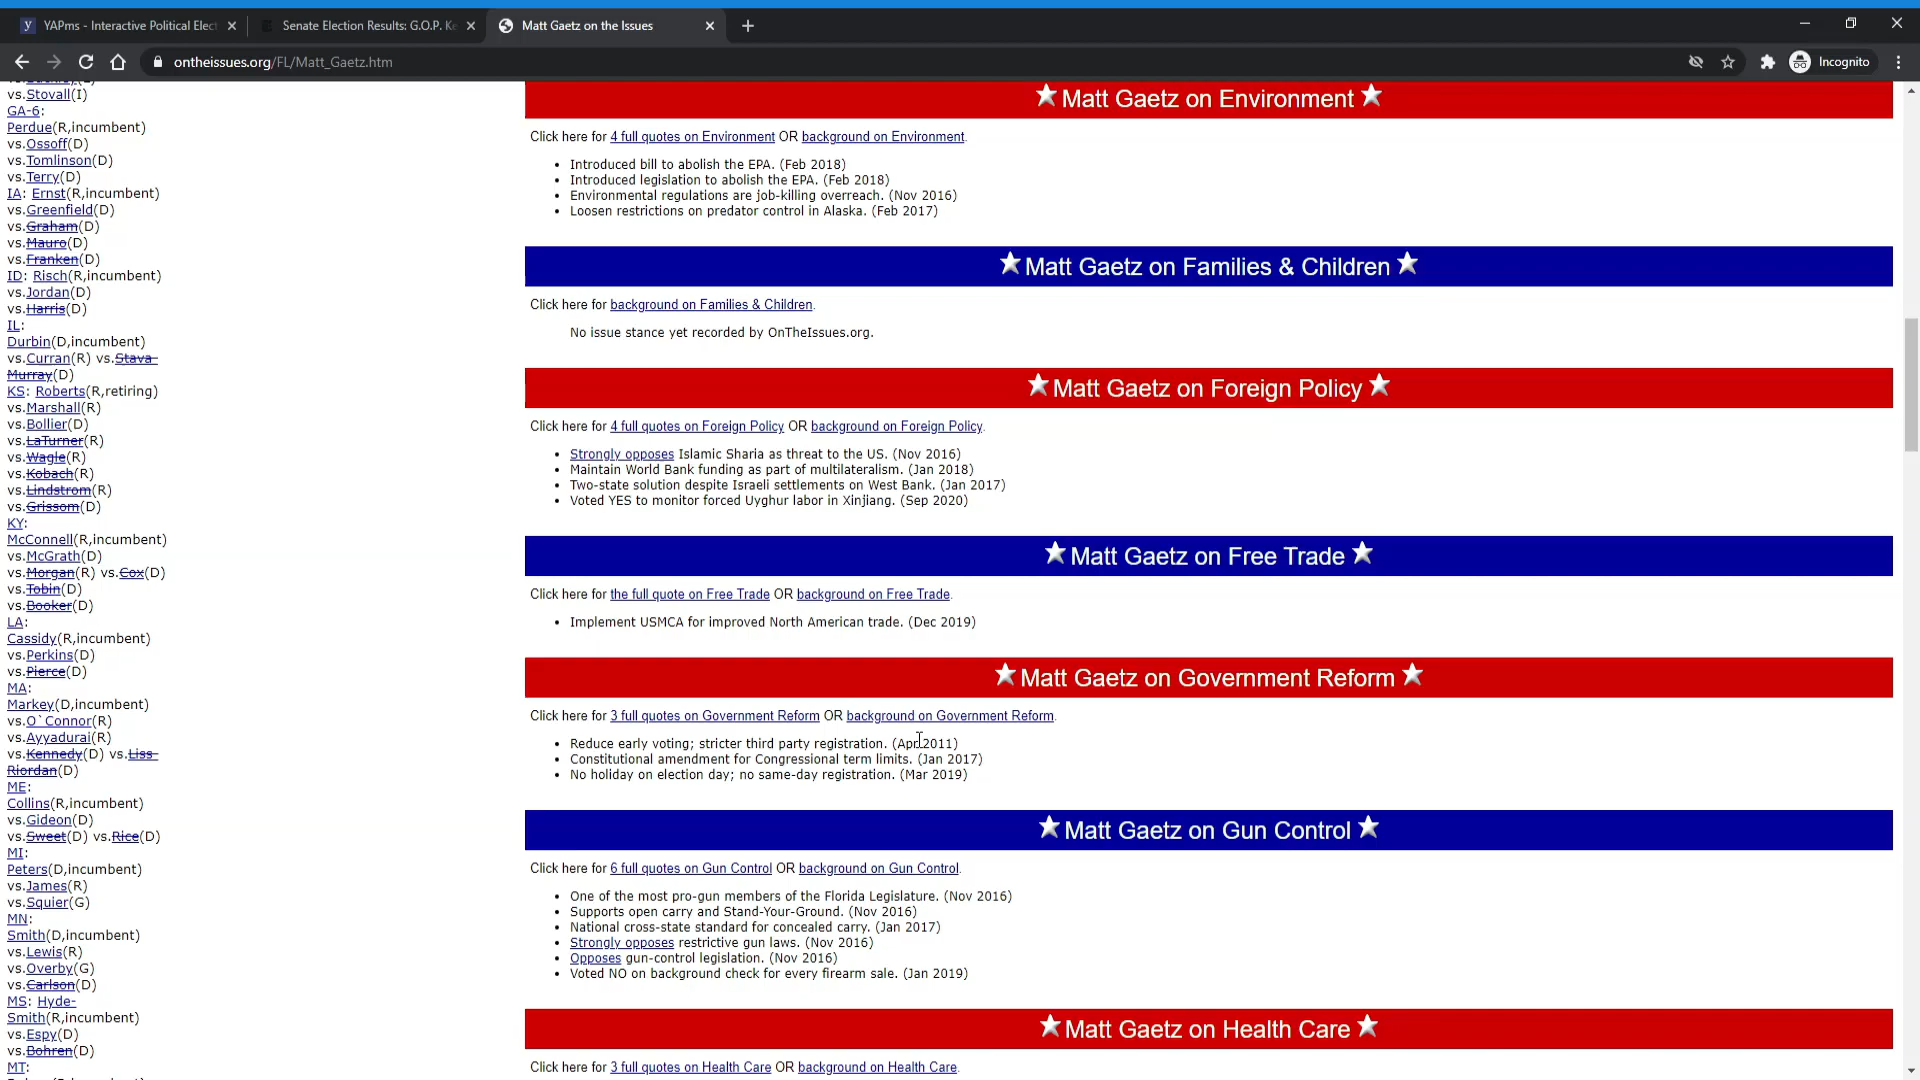 YAPms - Interactive Political Elect
Senate Election Results: G.O.P. Ke
Matt Gaetz on the Issues
ontheissues.org/FL/Matt_Gaetz.htm
Incognito
vs.Stovall(I)
GA-6:
Perdue(R,incumbent)
vs.Ossoff(D)
vs.Tomlinson(D)
vs.Terry(D)
IA: Ernst(R,incumbent)
vs.Greenfield(D)
vs.Graham(D)
vs.Mauro(D)
vs.Franken(D)
ID: Risch(R,incumbent)
vs.Jordan(D)
vs.Harris(D)
IL:
Durbin(D,incumbent)
vs.Curran(R) vs.Stava-
Murray(D)
KS: Roberts(R,retiring)
vs.Marshall(R)
vs.Bollier(D)
vs.LaTurner(R)
vs.Wagle(R)
vs.Kobach(R)
vs.Lindstrom(R)
vs.Grissom(D)
KY:
McConnell(R,incumbent)
vs.McGrath(D)
vs.Morgan(R) vs.Cox(D)
vs.Tobin(D)
vs.Booker(D)
LA:
Cassidy(R,incumbent)
vs.Perkins(D)
vs.Pierce(D)
MA:
Markey(D,incumbent)
vs.O`Connor(R)
vs.Ayyadurai(R)
vs.Kennedy(D) vs.Liss-
Riordan(D)
ME:
Collins(R,incumbent)
vs.Gideon(D)
vs.Sweet(D) vs.Rice(D)
MI:
Peters(D,incumbent)
vs.James(R)
vs.Squier(G)
MN:
Smith(D,incumbent)
vs.Lewis(R)
vs.Overby(G)
vs.Carlson(D)
MS: Hyde-
Smith(R,incumbent)
vs.Espy(D)
vs.Bohren(D)
MT:
Matt Gaetz on Environment
Click here for 4 full quotes on Environment OR background on Environment.
• Introduced bill to abolish the EPA. (Feb 2018)
• Introduced legislation to abolish the EPA. (Feb 2018)
• Environmental regulations are job-killing overreach. (Nov 2016)
• Loosen restrictions on predator control in Alaska. (Feb 2017)
Matt Gaetz on Families & Children
Click here for background on Families & Children.
No issue stance yet recorded by OnTheIssues.org.
Matt Gaetz on Foreign Policy
Click here for 4 full quotes on Foreign Policy OR background on Foreign Policy.
• Strongly opposes Islamic Sharia as threat to the US. (Nov 2016)
• Maintain World Bank funding as part of multilateralism. (Jan 2018)
• Two-state solution despite Israeli settlements on West Bank. (Jan 2017)
• Voted YES to monitor forced Uyghur labor in Xinjiang. (Sep 2020)
Matt Gaetz on Free Trade
Click here for the full quote on Free Trade OR background on Free Trade.
• Implement USMCA for improved North American trade. (Dec 2019)
Matt Gaetz on Government Reform
Click here for 3 full quotes on Government Reform OR background on Government Reform.
• Reduce early voting; stricter third party registration. (Apr 2011)
• Constitutional amendment for Congressional term limits. (Jan 2017)
• No holiday on election day; no same-day registration. (Mar 2019)
Matt Gaetz on Gun Control
Click here for 6 full quotes on Gun Control OR background on Gun Control.
• One of the most pro-gun members of the Florida Legislature. (Nov 2016)
• Supports open carry and Stand-Your-Ground. (Nov 2016)
• National cross-state standard for concealed carry. (Jan 2017)
• Strongly opposes restrictive gun laws. (Nov 2016)
• Opposes gun-control legislation. (Nov 2016)
• Voted NO on background check for every firearm sale. (Jan 2019)
Matt Gaetz on Health Care
Click here for 3 full quotes on Health Care OR background on Health Care.